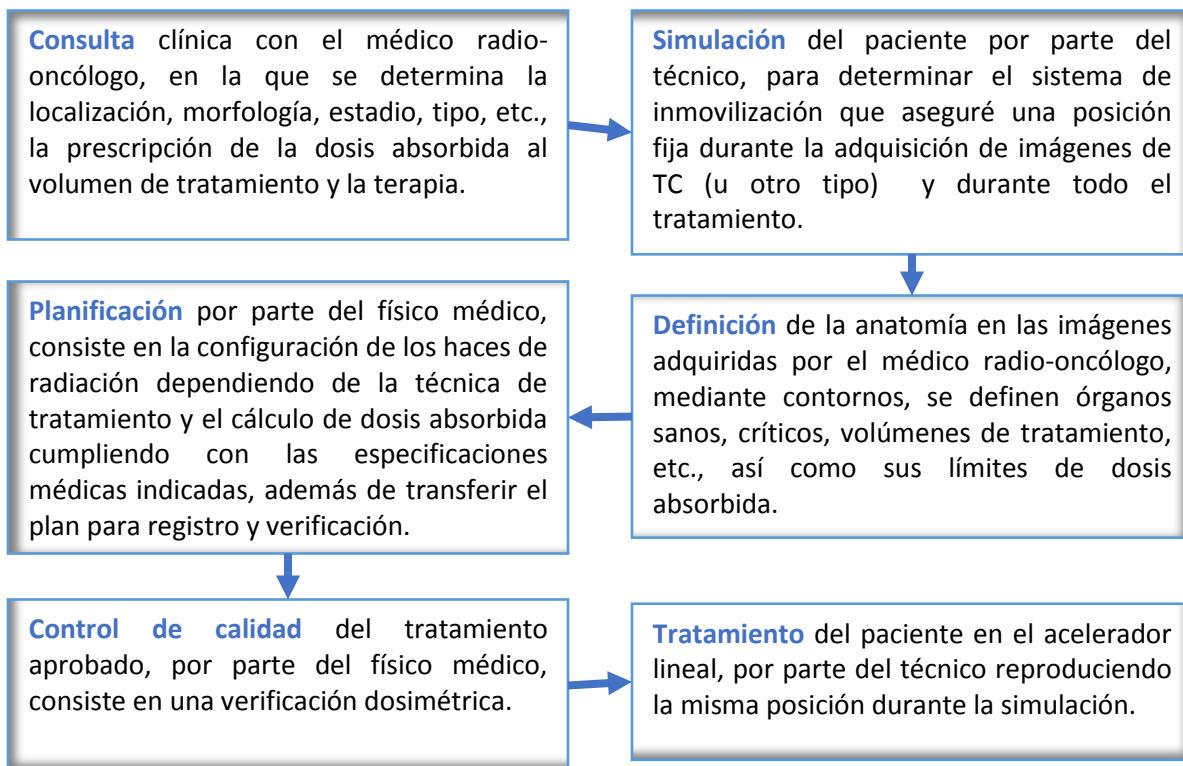 Consulta clínica con el médico radio-
oncólogo, en la que se determina la
localización, morfología, estadio, tipo, etc.,
la prescripción de la dosis absorbida al
volumen de tratamiento y la terapia.
Simulación del paciente por parte del
técnico, para determinar el sistema de
inmovilización que aseguré una posición
fija durante la adquisición de imágenes de
TC (u otro tipo) y durante todo el
tratamiento.
Definición de la anatomía en las imágenes
adquiridas por el médico radio-oncólogo,
mediante contornos, se definen órganos
sanos, críticos, volúmenes de tratamiento,
etc., así como sus límites de dosis
absorbida.
Planificación por parte del físico médico,
consiste en la configuración de los haces de
radiación dependiendo de la técnica de
tratamiento y el cálculo de dosis absorbida
cumpliendo con las especificaciones
médicas indicadas, además de transferir el
plan para registro y verificación.
Control de calidad del tratamiento
aprobado, por parte del físico médico,
consiste en una verificación dosimétrica.
Tratamiento del paciente en el acelerador
lineal, por parte del técnico reproduciendo
la misma posición durante la simulación.